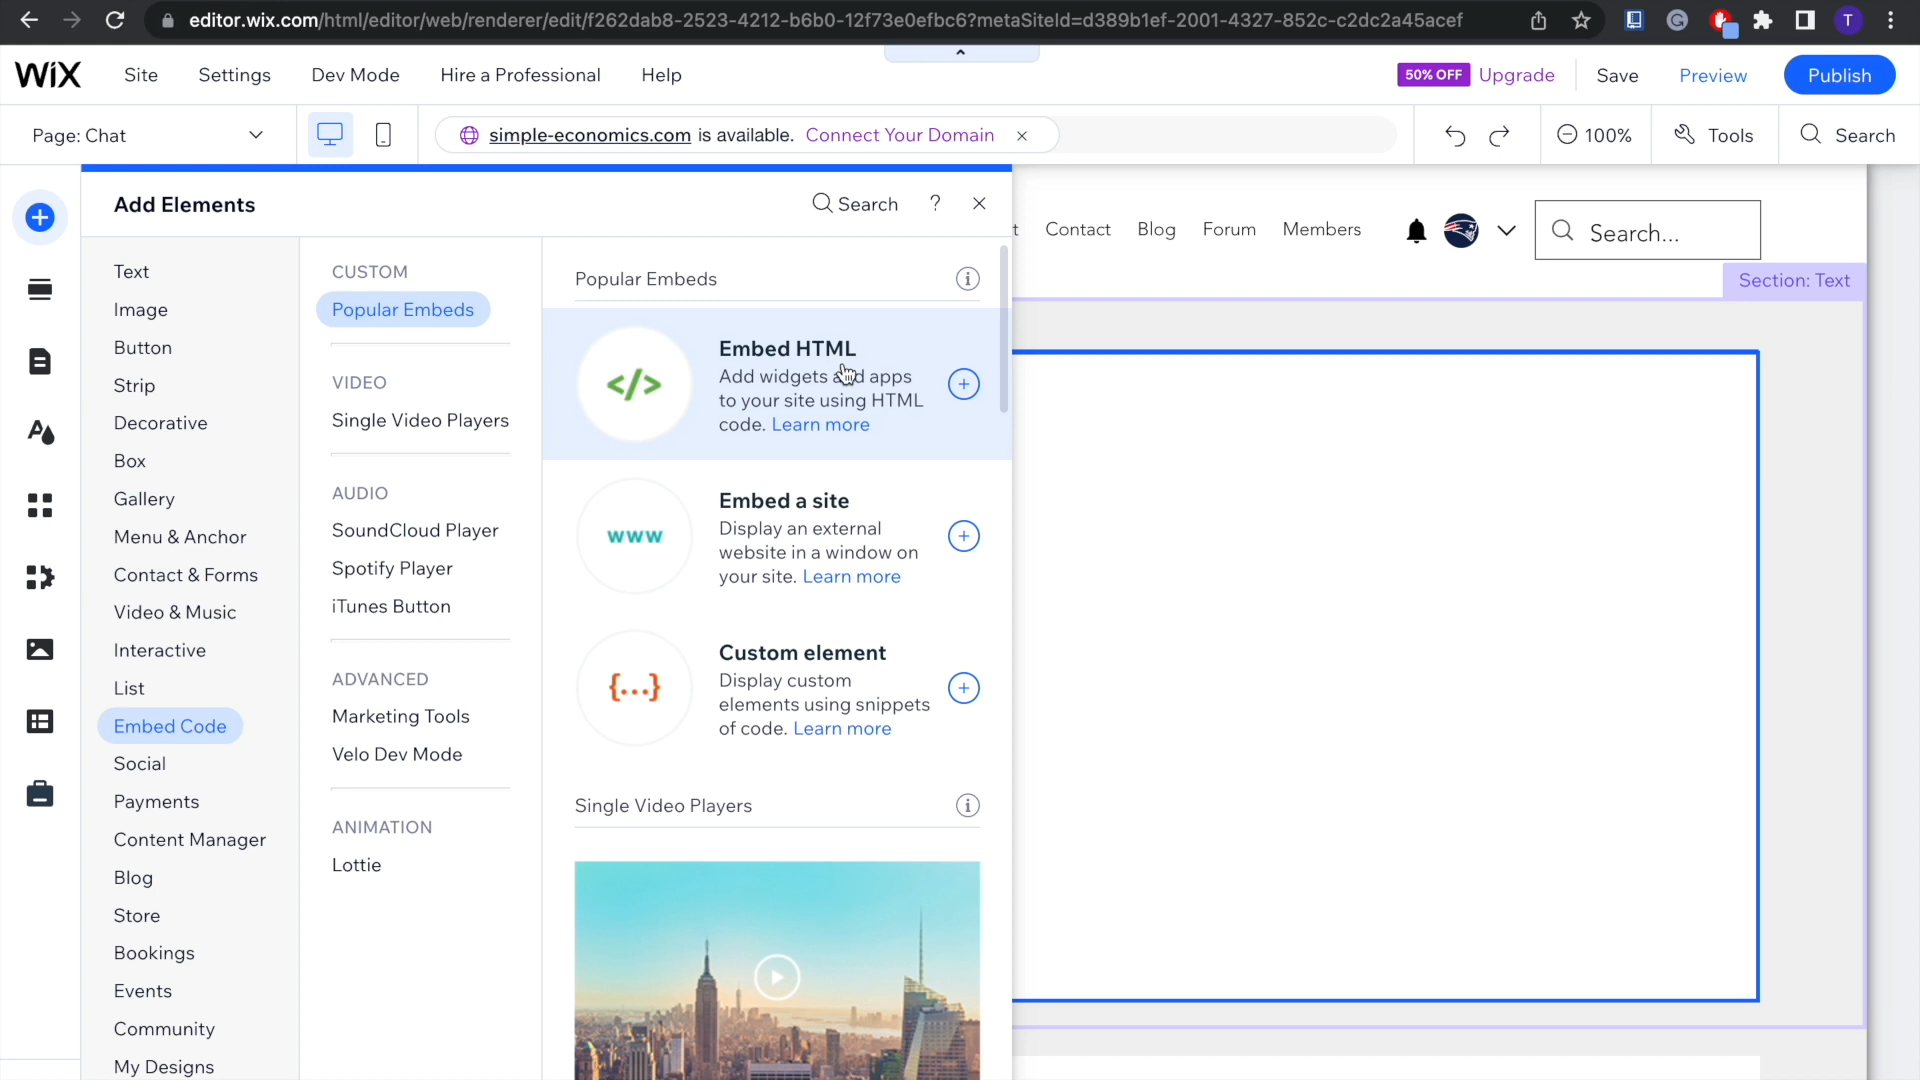 editor.wix.com/html/editor/web/renderer/edit/f262dab8-2523-4212-b6b0-12f73e0efbc6?metaSiteId=d389b1ef-2001-4327-852c-c2dc2a45acef
T
WiX Site Settings Dev Mode Hire a Professional Help 50% OFF Upgrade Save Preview Publish
Page: Chat simple-economics.com is available. Connect Your Domain 100% Tools Search
Add Elements Search ?
t Contact Blog Forum Members Search...
Section: Text
Text
Image
Button
Strip
Decorative
Box
Gallery
Menu & Anchor
Contact & Forms
Video & Music
Interactive
List
Embed Code
Social
Payments
Content Manager
Blog
Store
Bookings
Events
Community
My Designs
CUSTOM
Popular Embeds
VIDEO
Single Video Players
AUDIO
SoundCloud Player
Spotify Player
iTunes Button
ADVANCED
Marketing Tools
Velo Dev Mode
ANIMATION
Lottie
Popular Embeds
</>
Embed HTML
Add widgets and apps
to your site using HTML
code. Learn more
www
Embed a site
Display an external
website in a window on
your site. Learn more
{...}
Custom element
Display custom
elements using snippets
of code. Learn more
Single Video Players